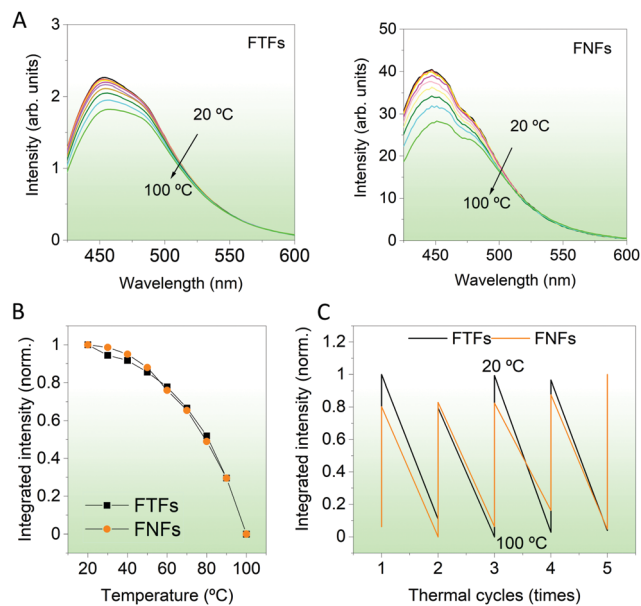 A
FTFs
3
2
1
0
Intensity (arb. units)
20 ºC
100 ºC
450
500
550
600
Wavelength (nm)
FNFs
50
40
30
20
10
0
Intensity (arb. units)
20 ºC
100 ºC
450
500
550
600
Wavelength (nm)
B
1
0.8
0.6
0.4
0.2
0
Integrated intensity (norm.)
FTFs
FNFs
20
40
60
80
100
Temperature (ºC)
C
FTFs
FNFs
1.2
1
0.8
0.6
0.4
0.2
0
Integrated intensity (norm.)
20 ºC
100 ºC
1
2
3
4
5
Thermal cycles (times)